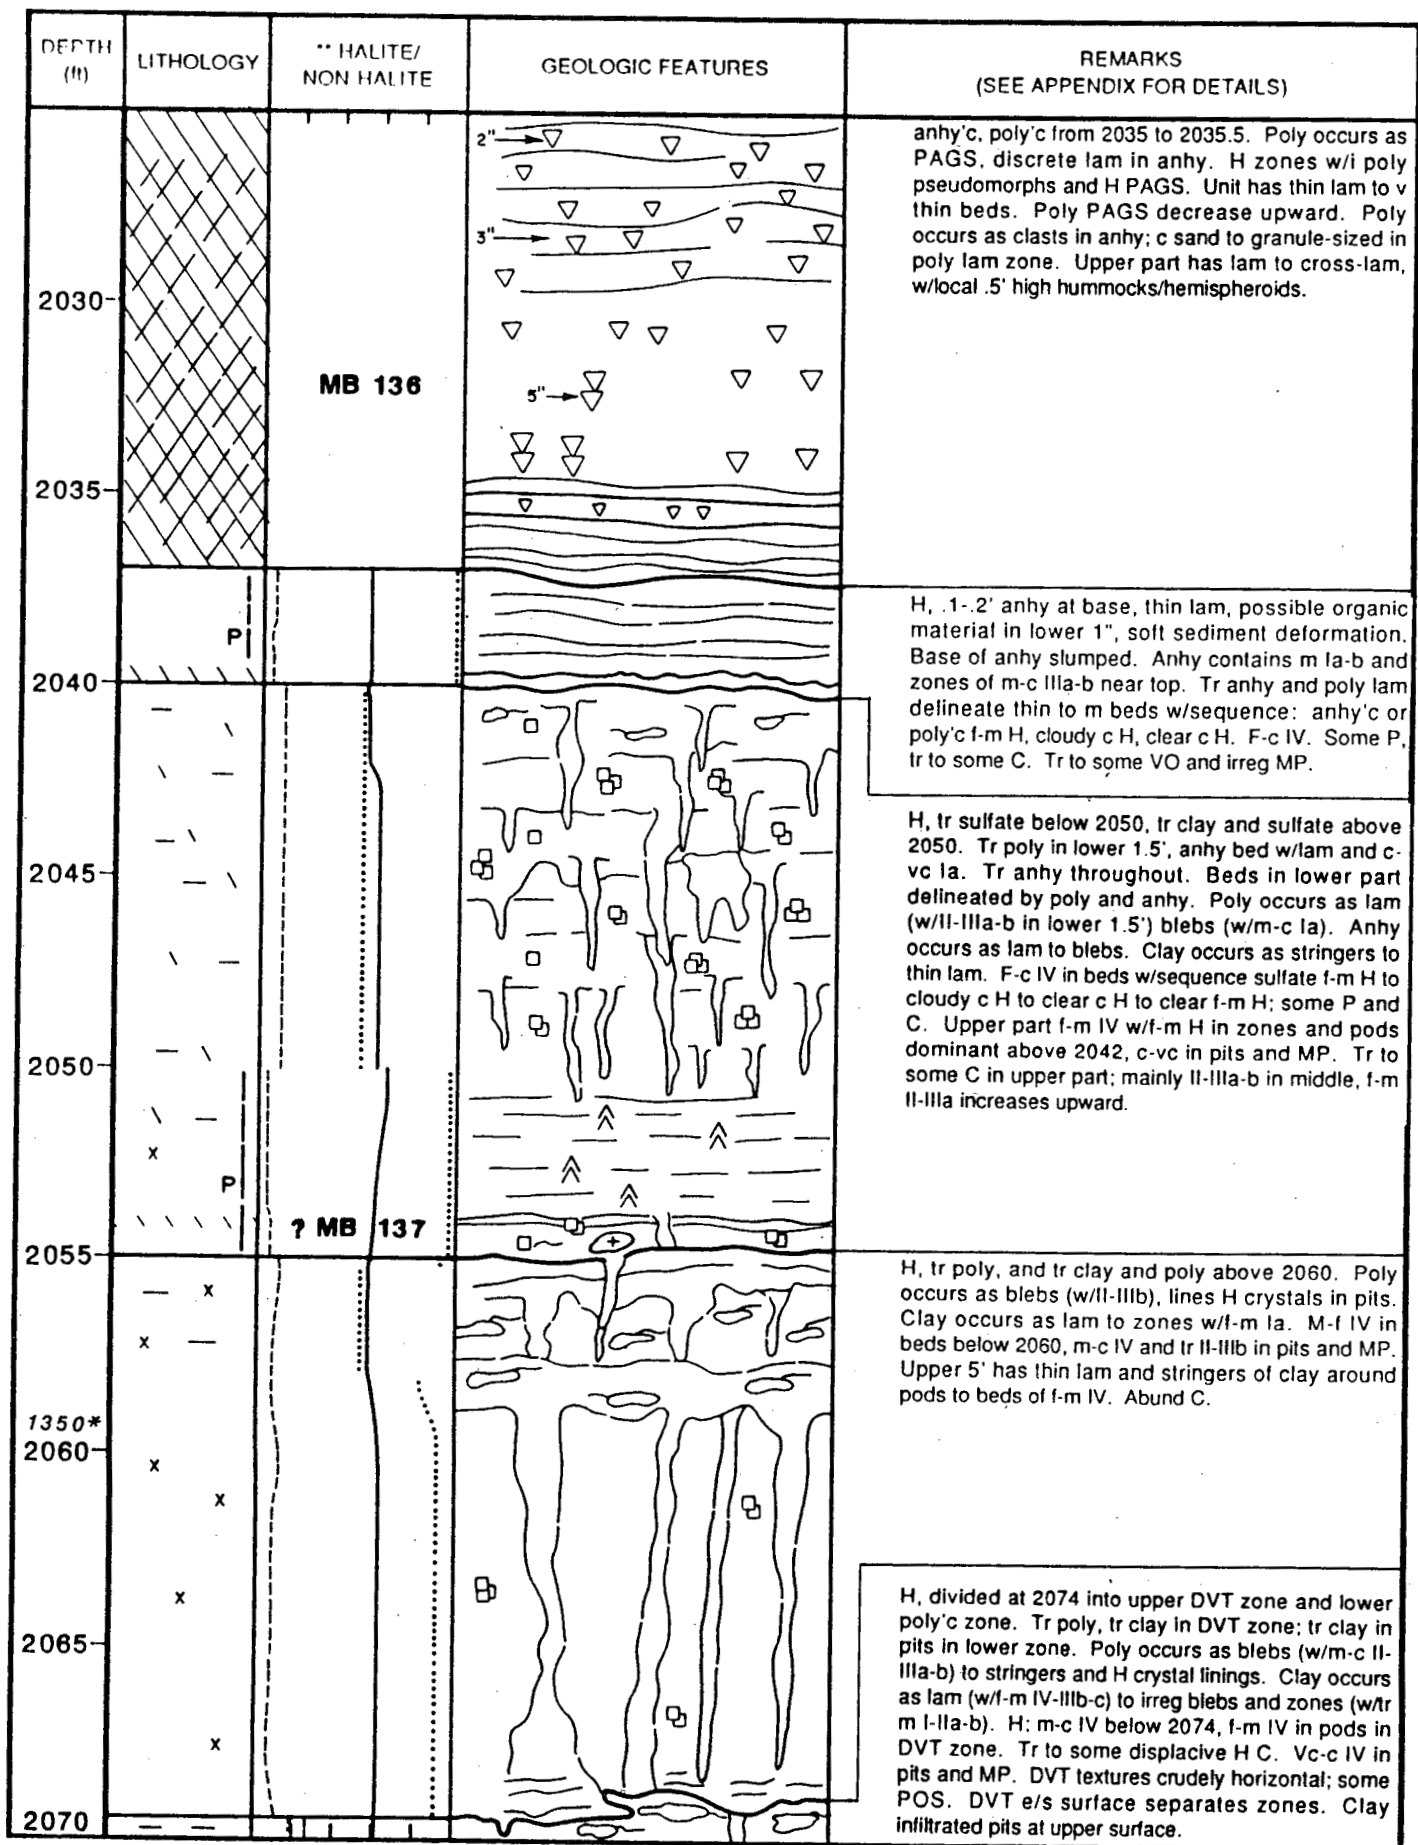 DEPTH
(ft)
LITHOLOGY
** HALITE/
NON HALITE
GEOLOGIC FEATURES
REMARKS
(SEE APPENDIX FOR DETAILS)
2"
3"
2030
MB 136
5"
2035
P
2040
2045
2050
P
? MB 137
2055
1350*
2060
2065
2070
anhy'c, poly'c from 2035 to 2035.5. Poly occurs as
PAGS, discrete lam in anhy. H zones w/i poly
pseudomorphs and H PAGS. Unit has thin lam to v
thin beds. Poly PAGS decrease upward. Poly
occurs as clasts in anhy; c sand to granule-sized in
poly lam zone. Upper part has lam to cross-lam,
w/local .5' high hummocks/hemispheroids.
H, .1-.2' anhy at base, thin lam, possible organic
material in lower 1", soft sediment deformation.
Base of anhy slumped. Anhy contains m Ia-b and
zones of m-c IIIa-b near top. Tr anhy and poly lam
delineate thin to m beds w/sequence: anhy'c or
poly'c f-m H, cloudy c H, clear c H. F-c IV. Some P,
tr to some C. Tr to some VO and irreg MP.
H, tr sulfate below 2050, tr clay and sulfate above
2050. Tr poly in lower 1.5', anhy bed w/lam and c-
vc Ia. Tr anhy throughout. Beds in lower part
delineated by poly and anhy. Poly occurs as lam
(w/II-IIIa-b in lower 1.5') blebs (w/m-c Ia). Anhy
occurs as lam to blebs. Clay occurs as stringers to
thin lam. F-c IV in beds w/sequence sulfate f-m H to
cloudy c H to clear c H to clear f-m H; some P and
C. Upper part f-m IV w/f-m H in zones and pods
dominant above 2042, c-vc in pits and MP. Tr to
some C in upper part; mainly II-IIIa-b in middle, f-m
II-IIIa increases upward.
H, tr poly, and tr clay and poly above 2060. Poly
occurs as blebs (w/II-IIIb), lines H crystals in pits.
Clay occurs as lam to zones w/f-m Ia. M-f IV in
beds below 2060, m-c IV and tr II-IIIb in pits and MP.
Upper 5' has thin lam and stringers of clay around
pods to beds of f-m IV. Abund C.
H, divided at 2074 into upper DVT zone and lower
poly'c zone. Tr poly, tr clay in DVT zone; tr clay in
pits in lower zone. Poly occurs as blebs (w/m-c II-
IIIa-b) to stringers and H crystal linings. Clay occurs
as lam (w/f-m IV-IIIb-c) to irreg blebs and zones (w/tr
m I-IIa-b). H: m-c IV below 2074, f-m IV in pods in
DVT zone. Tr to some displacive H C. Vc-c IV in
pits and MP. DVT textures crudely horizontal; some
POS. DVT e/s surface separates zones. Clay
infiltrated pits at upper surface.